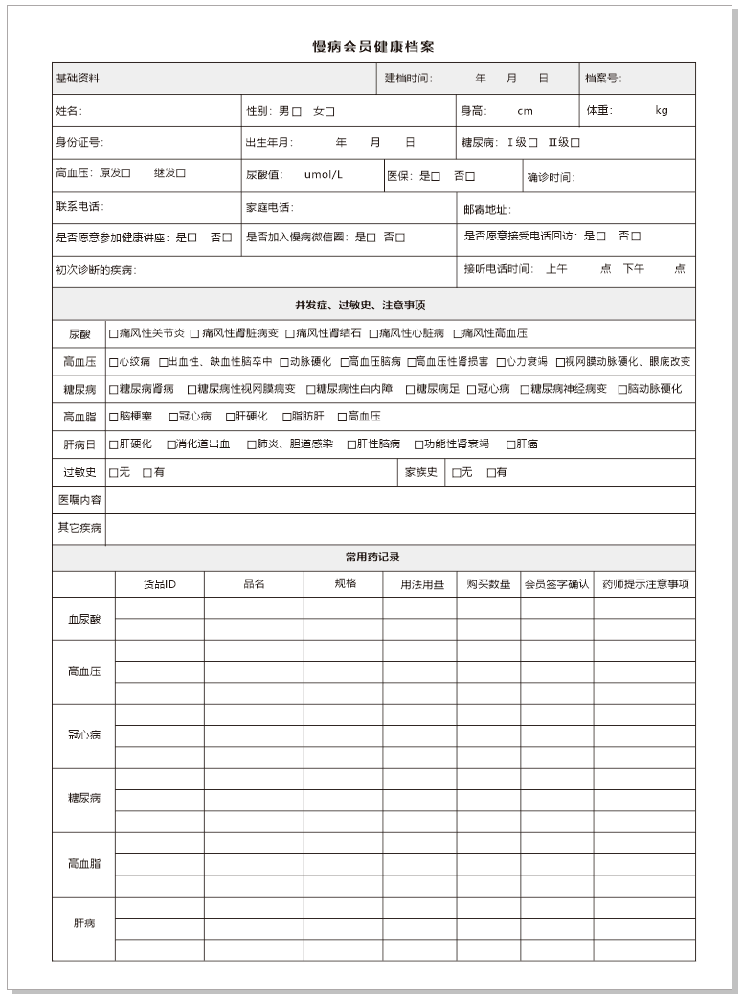 慢病会员健康档案
基础资料 建档时间： 年 月 日 档案号：
姓名： 性别：男□ 女□ 身高： cm 体重： kg
身份证号： 出生年月： 年 月 日 糖尿病：Ⅰ级□ Ⅱ级□
高血压：原发□ 继发□ 尿酸值： umol/L 医保：是□ 否□ 确诊时间：
联系电话： 家庭电话： 邮寄地址：
是否愿意参加健康讲座：是□ 否□ 是否加入慢病微信圈：是□ 否□ 是否愿意接受电话回访：是□ 否□
初次诊断的疾病： 接听电话时间： 上午 点 下午 点
并发症、过敏史、注意事项
尿酸 □痛风性关节炎 □痛风性肾脏病变 □痛风性肾结石 □痛风性心脏病 □痛风性高血压
高血压 □心绞痛 □出血性、缺血性脑卒中 □动脉硬化 □高血压脑病 □高血压性肾损害 □心力衰竭 □视网膜动脉硬化、眼底改变
糖尿病 □糖尿病肾病 □糖尿病性视网膜病变 □糖尿病性白内障 □糖尿病足 □冠心病 □糖尿病神经病变 □脑动脉硬化
高血脂 □脑梗塞 □冠心病 □肝硬化 □脂肪肝 □高血压
肝病日 □肝硬化 □消化道出血 □肺炎、胆道感染 □肝性脑病 □功能性肾衰竭 □肝癌
过敏史 □无 □有 家族史 □无 □有
医嘱内容
其它疾病
常用药记录
货品ID 品名 规格 用法用量 购买数量 会员签字确认 药师提示注意事项
血尿酸
高血压
冠心病
糖尿病
高血脂
肝病